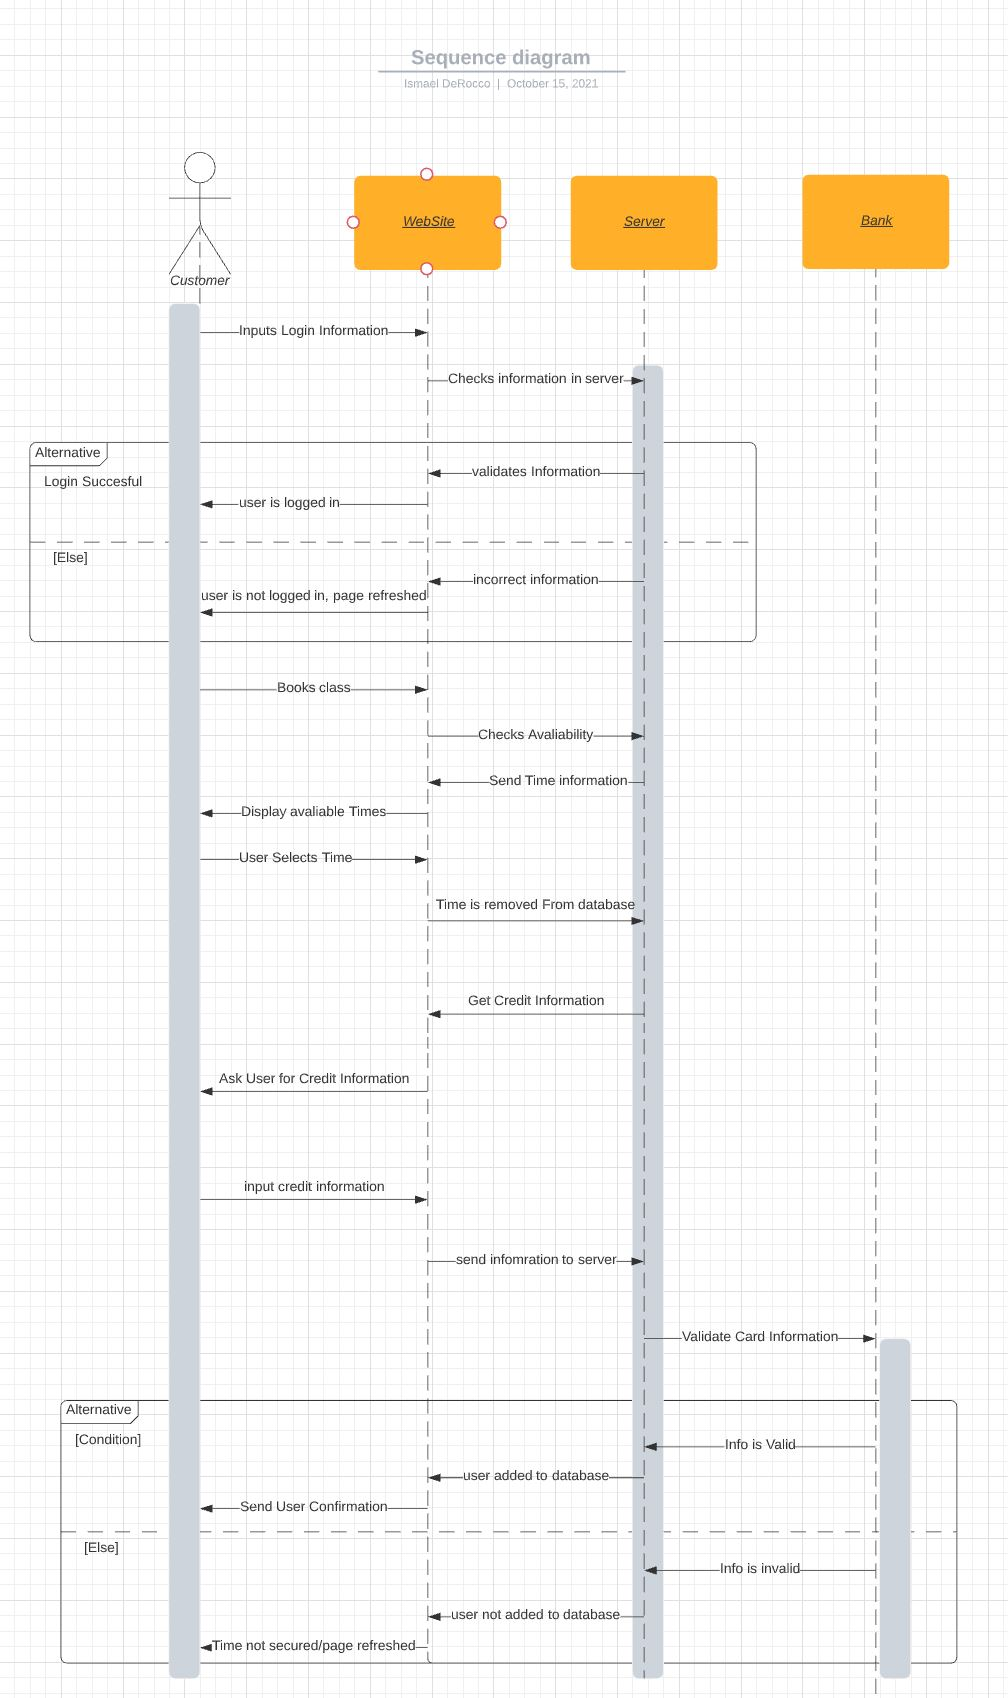 Sequence diagram
Ismael DeRocco | October 15, 2021
WebSite
Server
Bank
Customer
Inputs Login Information
Checks information in server
Alternative
validates Information
Login Succesful
user is logged in
[Else]
incorrect information
user is not logged in, page refreshed
Books class
Checks Avaliability
Send Time information
Display avaliable Times
User Selects Time
Time is removed From database
Get Credit Information
Ask User for Credit Information
input credit information
send infomration to server
Validate Card Information
Alternative
[Condition]
Info is Valid
user added to database
Send User Confirmation
[Else]
Info is invalid
user not added to database
Time not secured/page refreshed